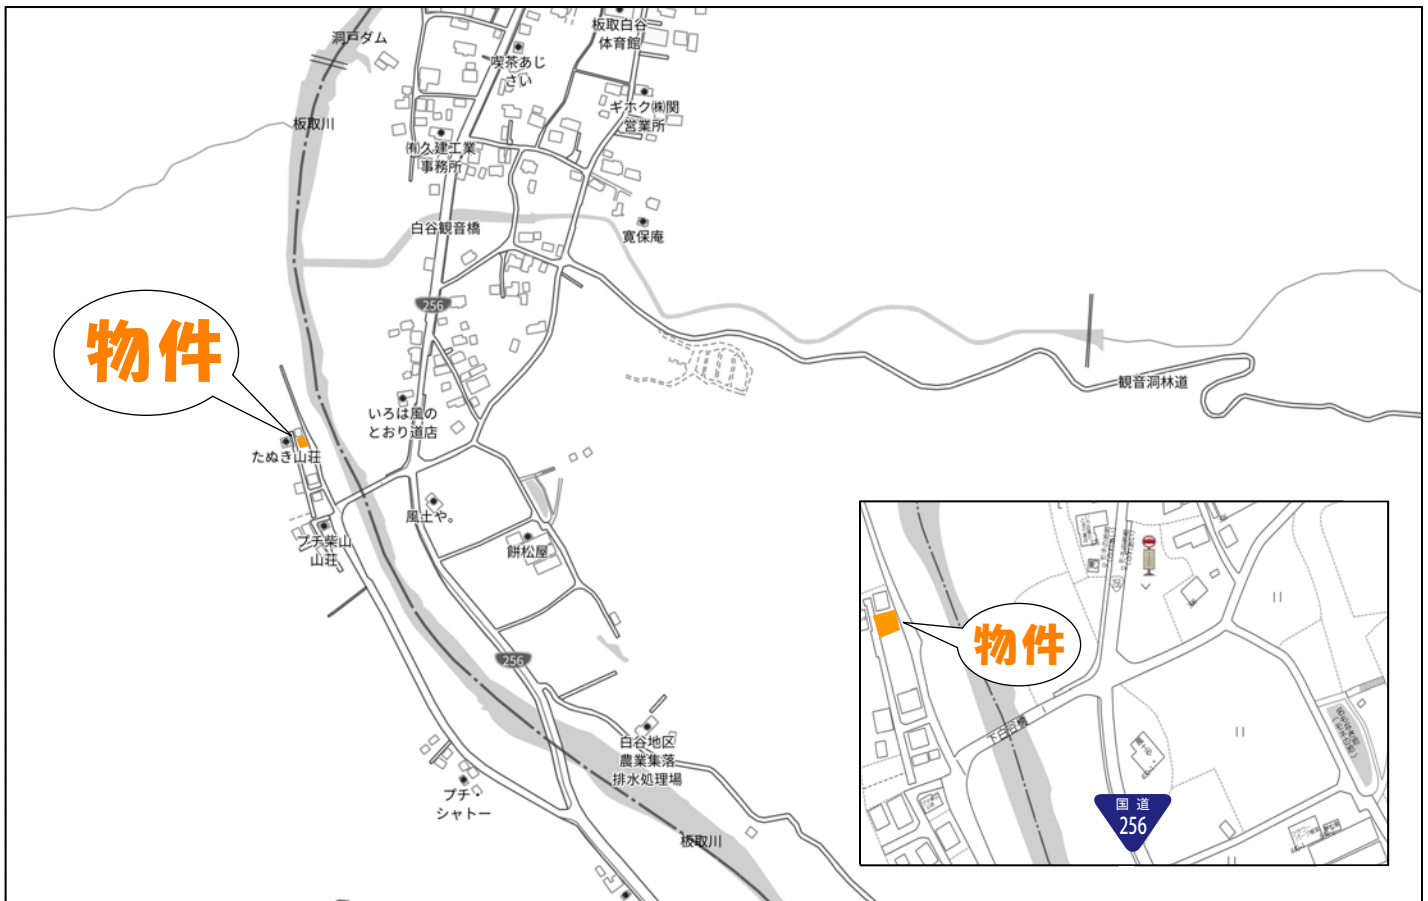 洞戸ダム
板取白谷
体育館
喫茶あじ
さい
ギホク㈱関
営業所
板取川
㈲久建工業
事務所
白谷観音橋
寛保庵
256
物件
観音洞林道
いろは風の
とおり道店
たぬき山荘
風土や。
プチ柴山
山荘
餅松屋
256
白谷地区
農業集落
排水処理場
プチ・
シャトー
板取川
物件
下白谷橋
国道
256